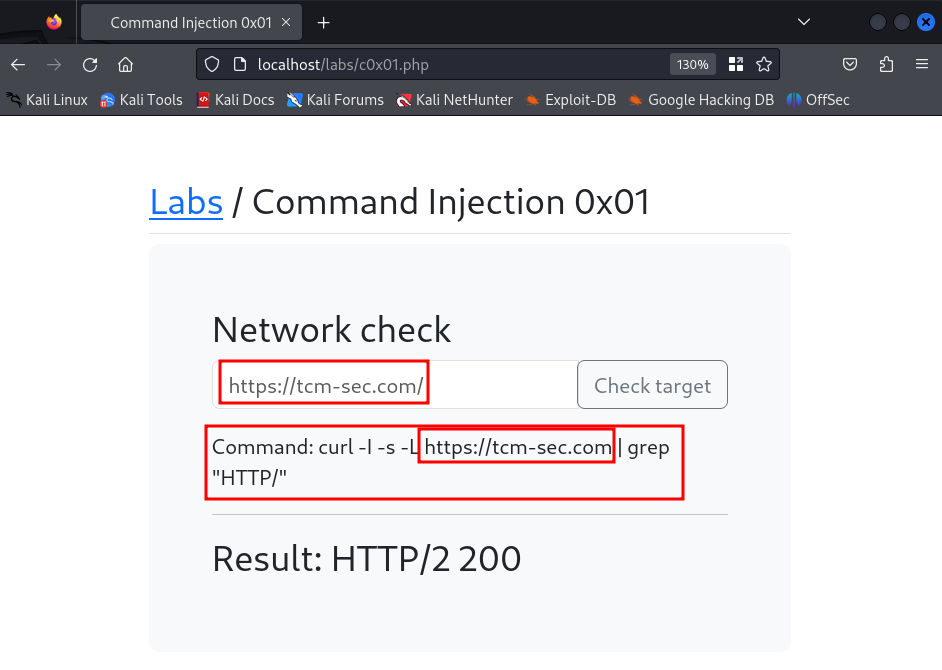 Command Injection 0x01
localhost/labs/c0x01.php 130%
Kali Linux Kali Tools Kali Docs Kali Forums Kali NetHunter Exploit-DB Google Hacking DB OffSec
Labs / Command Injection 0x01
Network check
https://tcm-sec.com/ Check target
Command: curl -I -s -L https://tcm-sec.com | grep
"HTTP/"
Result: HTTP/2 200